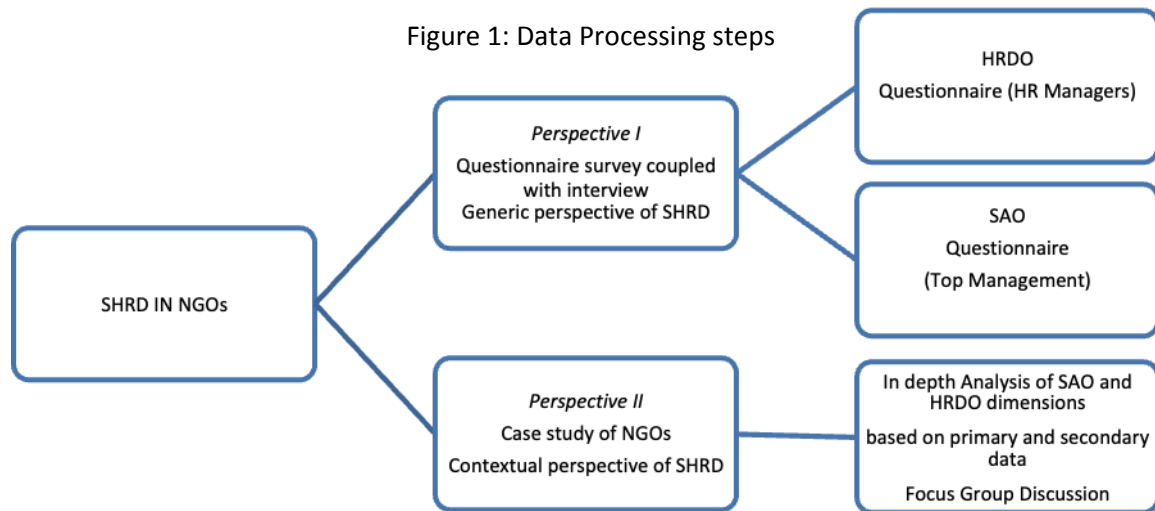 Figure 1: Data Processing steps
SHRD IN NGOs
Perspective I
Questionnaire survey coupled
with interview
Generic perspective of SHRD
HRDO
Questionnaire (HR Managers)
SAO
Questionnaire
(Top Management)
Perspective II
Case study of NGOs
Contextual perspective of SHRD
In depth Analysis of SAO and
HRDO dimensions
based on primary and secondary
data
Focus Group Discussion